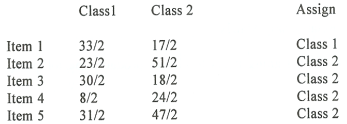 Class1 Class 2 Assign
Item 1 33/2 17/2 Class 1
Item 2 23/2 51/2 Class 2
Item 3 30/2 18/2 Class 2
Item 4 8/2 24/2 Class 2
Item 5 31/2 47/2 Class 2